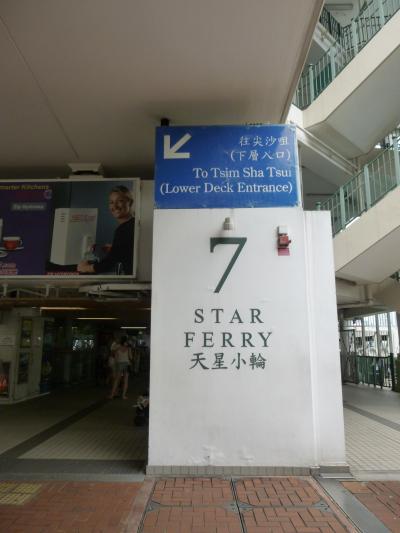 往尖沙咀
(下層入口)
To Tsim Sha Tsui
(Lower Deck Entrance)
7
STAR
FERRY
天星小輪